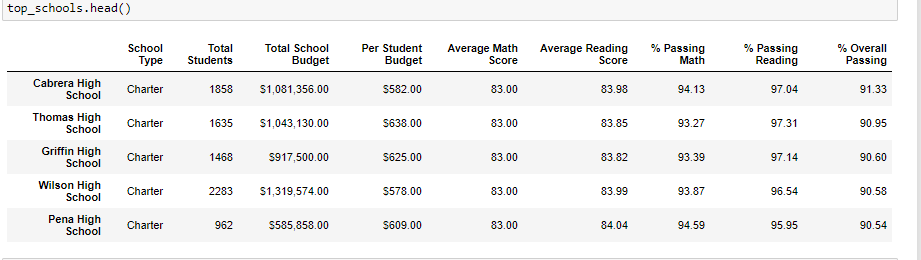 top_schools.head()
School Type Total Students Total School Budget Per Student Budget Average Math Score Average Reading Score % Passing Math % Passing Reading % Overall Passing
Cabrera High School Charter 1858 $1,081,356.00 $582.00 83.00 83.98 94.13 97.04 91.33
Thomas High School Charter 1635 $1,043,130.00 $638.00 83.00 83.85 93.27 97.31 90.95
Griffin High School Charter 1468 $917,500.00 $625.00 83.00 83.82 93.39 97.14 90.60
Wilson High School Charter 2283 $1,319,574.00 $578.00 83.00 83.99 93.87 96.54 90.58
Pena High School Charter 962 $585,858.00 $609.00 83.00 84.04 94.59 95.95 90.54